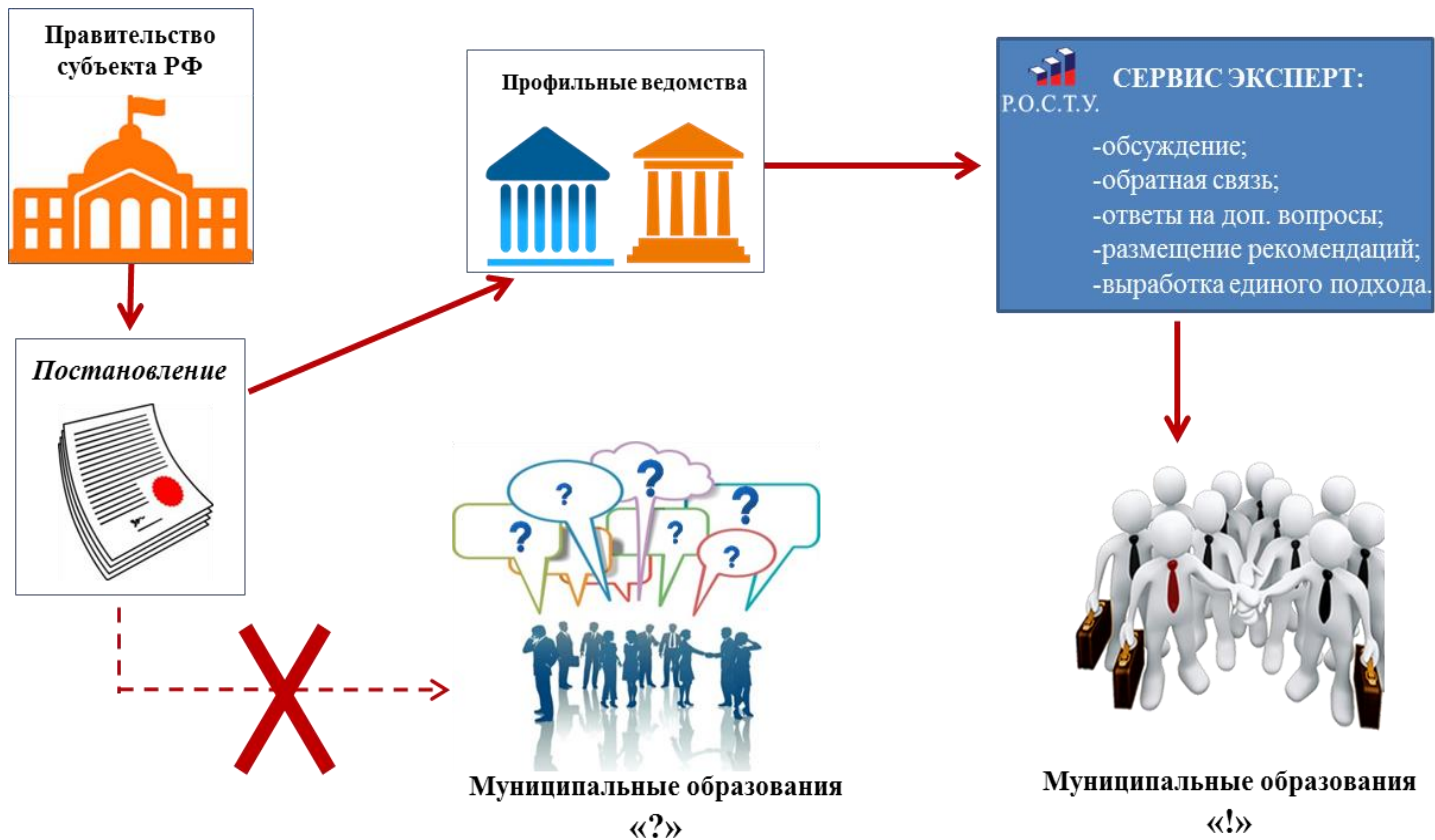 Правительство
субъекта РФ
Профильные ведомства
Р.О.С.Т.У.
СЕРВИС ЭКСПЕРТ:
-обсуждение;
-обратная связь;
-ответы на доп. вопросы;
-размещение рекомендаций;
-выработка единого подхода.
Постановление
?
?
?
?
?
?
Муниципальные образования
«?»
Муниципальные образования
«!»